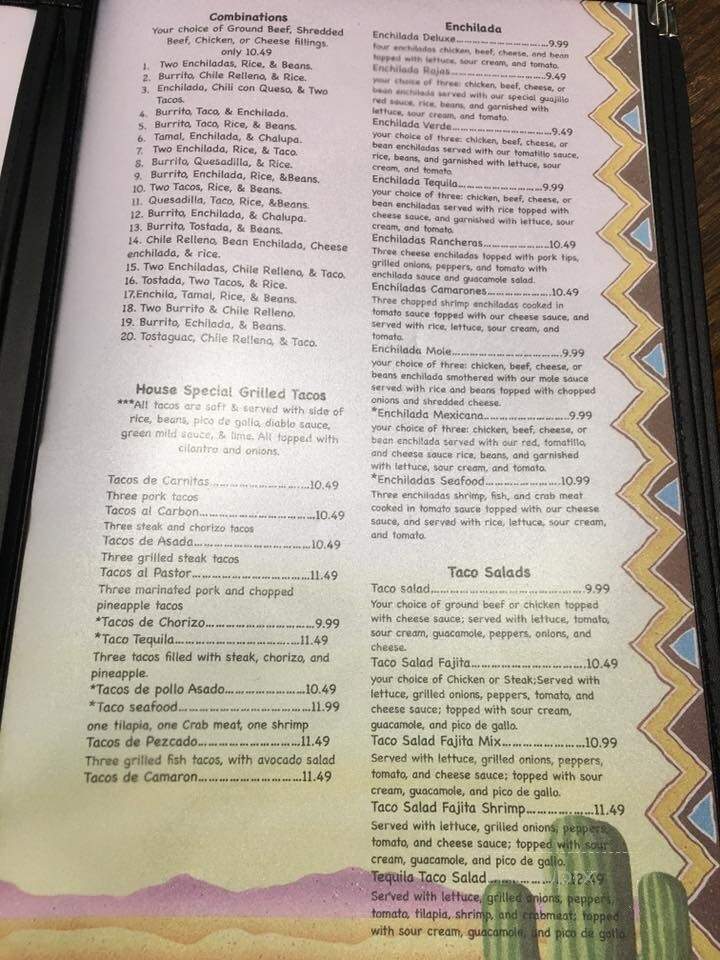 Combinations
Your choice of Ground Beef, Shredded
Beef, Chicken, or Cheese fillings.
only 10.49
1. Two Enchiladas, Rice, & Beans.
2. Burrito, Chile Relleno, & Rice.
3. Enchilada, Chili con Queso, & Two
Tacos.
4. Burrito, Taco, & Enchilada.
5. Burrito, Taco, Rice, & Beans.
6. Tamal, Enchilada, & Chalupa.
7. Two Enchilada, Rice, & Taco.
8. Burrito, Quesadilla, & Rice.
9. Burrito, Enchilada, Rice, &Beans.
10. Two Tacos, Rice, & Beans.
11. Quesadilla, Taco, Rice, &Beans.
12. Burrito, Enchilada, & Chalupa.
13. Burrito, Tostada, & Beans.
14. Chile Relleno, Bean Enchilada, Cheese
enchilada, & rice.
15. Two Enchiladas, Chile Relleno, & Taco.
16. Tostada, Two Tacos, & Rice.
17.Enchila, Tamal, Rice, & Beans.
18. Two Burrito & Chile Relleno.
19. Burrito, Echilada, & Beans.
20. Tostaguac, Chile Relleno, & Taco.
House Special Grilled Tacos
***All tacos are soft & served with side of
rice, beans, pico de gallo, diablo sauce,
green mild sauce, & lime. All topped with
cilantro and onions.
Tacos de Carnitas...........................10.49
Three pork tacos
Tacos al Carbon..............................10.49
Three steak and chorizo tacos
Tacos de Asada...............................10.49
Three grilled steak tacos
Tacos al Pastor...............................11.49
Three marinated pork and chopped
pineapple tacos
*Tacos de Chorizo...........................9.99
*Taco Tequila.................................11.49
Three tacos filled with steak, chorizo, and
pineapple.
*Tacos de pollo Asado.....................10.49
*Taco seafood.................................11.99
one tilapia, one Crab meat, one shrimp
Tacos de Pezcado...........................11.49
Three grilled fish tacos, with avocado salad
Tacos de Camaron...........................11.49
Enchilada
Enchilada Deluxe..............................9.99
four enchiladas chicken, beef, cheese, and bean
topped with lettuce, sour cream, and tomato.
Enchilada Rojas...............................9.49
your choice of three: chicken, beef, cheese, or
bean enchilada served with our special guajillo
red sauce, rice, beans, and garnished with
lettuce, sour cream, and tomato.
Enchilada Verde..............................9.49
your choice of three: chicken, beef, cheese, or
bean enchiladas served with our tomatillo sauce,
rice, beans, and garnished with lettuce, sour
cream, and tomato.
Enchilada Tequila...........................9.99
your choice of three: chicken, beef, cheese, or
bean enchiladas served with rice topped with
cheese sauce, and garnished with lettuce, sour
cream, and tomato.
Enchiladas Rancheras.....................10.49
Three cheese enchiladas topped with pork tips,
grilled onions, peppers, and tomato with
enchilada sauce and guacamole salad.
Enchiladas Camarones....................10.49
Three chopped shrimp enchiladas cooked in
tomato sauce topped with our cheese sauce, and
served with rice, lettuce, sour cream, and
tomato.
Enchilada Mole...............................9.99
your choice of three: chicken, beef, cheese, or
beans enchilada smothered with our mole sauce
served with rice and beans topped with chopped
onions and shredded cheese.
*Enchilada Mexicana........................9.99
your choice of three: chicken, beef, cheese, or
bean enchilada served with our red, tomatillo,
and cheese sauce rice, beans, and garnished
with lettuce, sour cream, and tomato.
*Enchiladas Seafood......................10.99
Three enchiladas shrimp, fish, and crab meat
cooked in tomato sauce topped with our cheese
sauce, and served with rice, lettuce, sour cream,
and tomato.
Taco Salads
Taco salad.......................................9.99
Your choice of ground beef or chicken topped
with cheese sauce; served with lettuce, tomato,
sour cream, guacamole, peppers, onions, and
cheese.
Taco Salad Fajita............................10.49
your choice of Chicken or Steak;Served with
lettuce, grilled onions, peppers, tomato, and
cheese sauce; topped with sour cream,
guacamole, and pico de gallo.
Taco Salad Fajita Mix.....................10.99
Served with lettuce, grilled onions, peppers,
tomato, and cheese sauce; topped with sour
cream, guacamole, and pico de gallo.
Taco Salad Fajita Shrimp.................11.49
Served with lettuce, grilled onions, peppers,
tomato, and cheese sauce; topped with sour
cream, guacamole, and pico de gallo.
Tequila Taco Salad....................12.49
Served with lettuce, grilled onions, peppers,
tomato, tilapia, shrimp, and crabmeat; topped
with sour cream, guacamole, and pico de gallo.